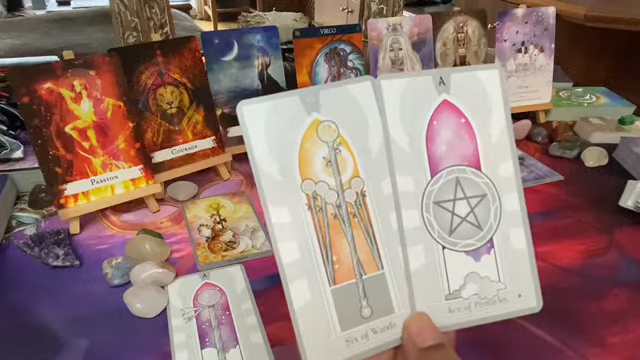 PASSION
COURAGE
VIRGO
A
Six of Wands
Ace of Pentacles
A